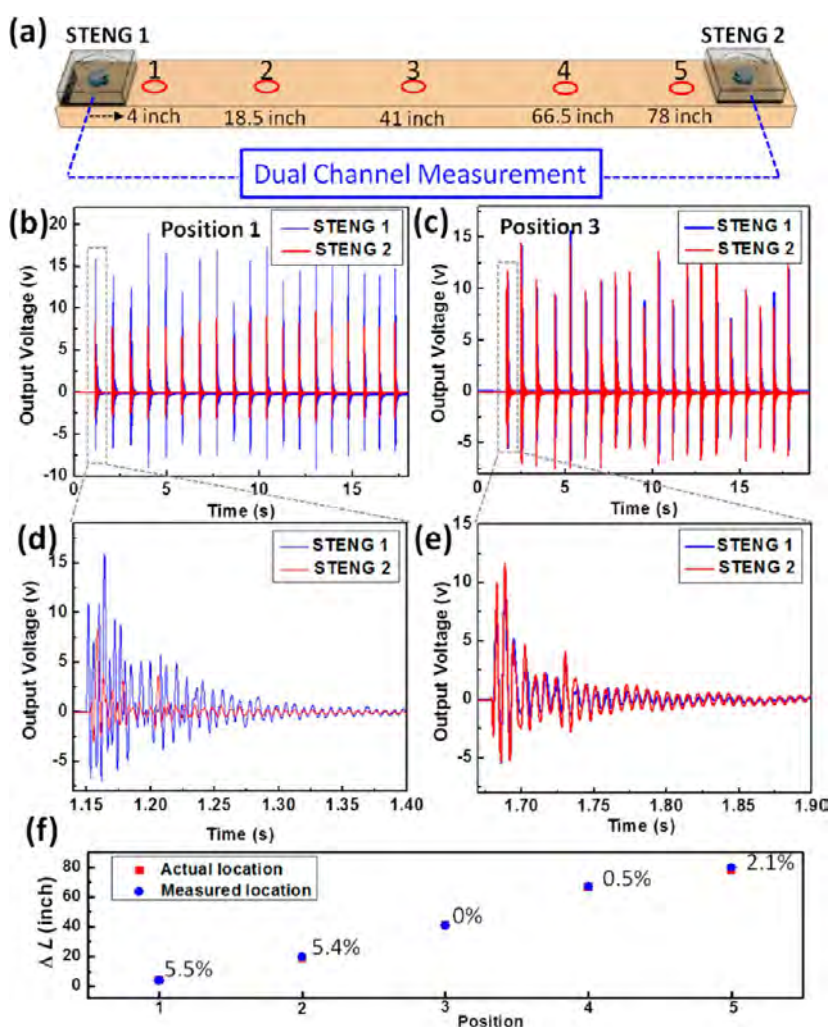 (a)
STENG 1
STENG 2
1 2 3 4 5
4 inch 18.5 inch 41 inch 66.5 inch 78 inch
Dual Channel Measurement
(b)
Position 1
STENG 1
STENG 2
20
15
10
5
0
-5
-10
Output Voltage (v)
0 5 10 15
Time (s)
(c)
Position 3
STENG 1
STENG 2
15
10
5
0
-5
Output Voltage (v)
0 5 10 15
Time (s)
(d)
STENG 1
STENG 2
15
10
5
0
-5
Output Voltage (v)
1.15 1.20 1.25 1.30 1.35 1.40
Time (s)
(e)
STENG 1
STENG 2
15
10
5
0
-5
Output Voltage (v)
1.70 1.75 1.80 1.85 1.90
Time (s)
(f)
Actual location
Measured location
80
60
40
20
0
Δ L (inch)
5.5% 5.4% 0% 0.5% 2.1%
1 2 3 4 5
Position